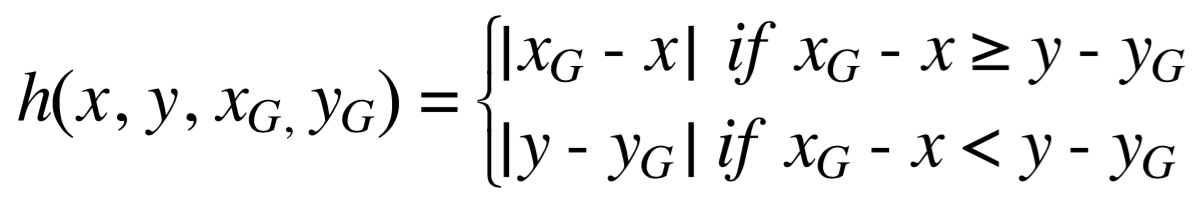 h(x, y, x_G, y_G) = { |x_G - x| if x_G - x ≥ y - y_G
|y - y_G| if x_G - x < y - y_G